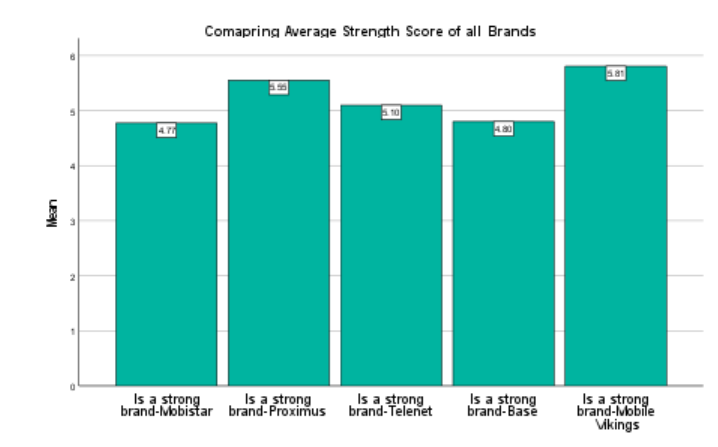 Comapring Average Strength Score of all Brands
Mean
6
5
4
3
2
1
0
4.77
5.55
5.10
4.80
5.81
Is a strong
brand-Mobistar
Is a strong
brand-Proximus
Is a strong
brand-Telenet
Is a strong
brand-Base
Is a strong
brand-Mobile
Vikings